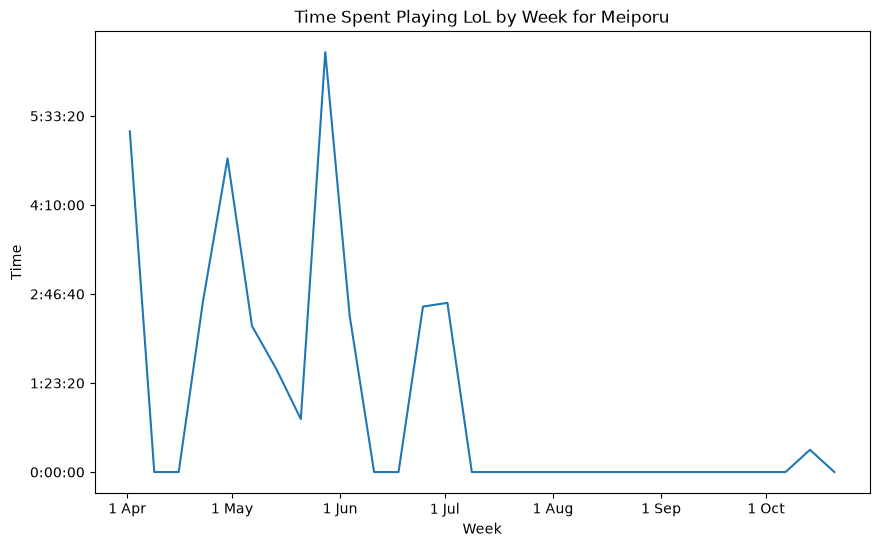 Time Spent Playing LoL by Week for Meiporu
5:33:20
4:10:00
Time
2:46:40
1:23:20
0:00:00
1 Apr
1 May
1 Jun
1 Jul
1 Aug
1 Sep
1 Oct
Week